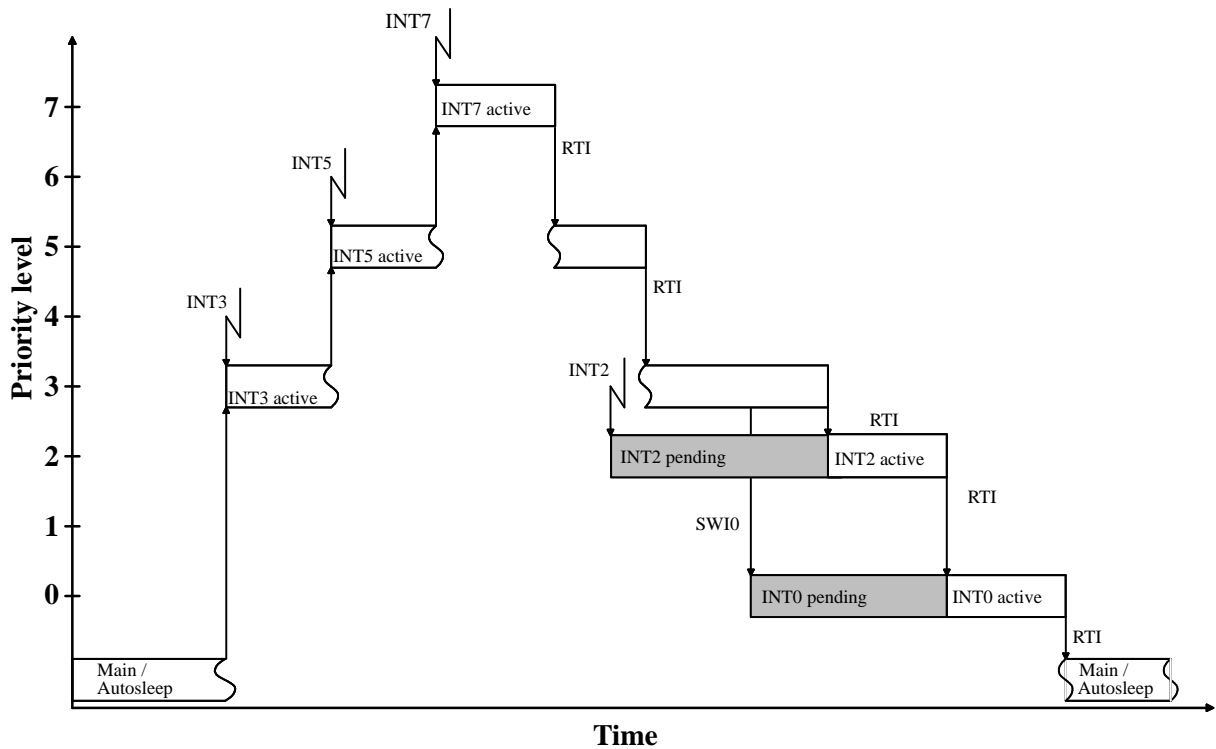 INT7
7
INT7 active
RTI
INT5
6
5
INT5 active
RTI
INT3
4
INT2
3
INT3 active
RTI
2
INT2 pending
INT2 active
RTI
1
SWI0
0
INT0 pending
INT0 active
RTI
Main /
Autosleep
Main /
Autosleep
Priority level
Time